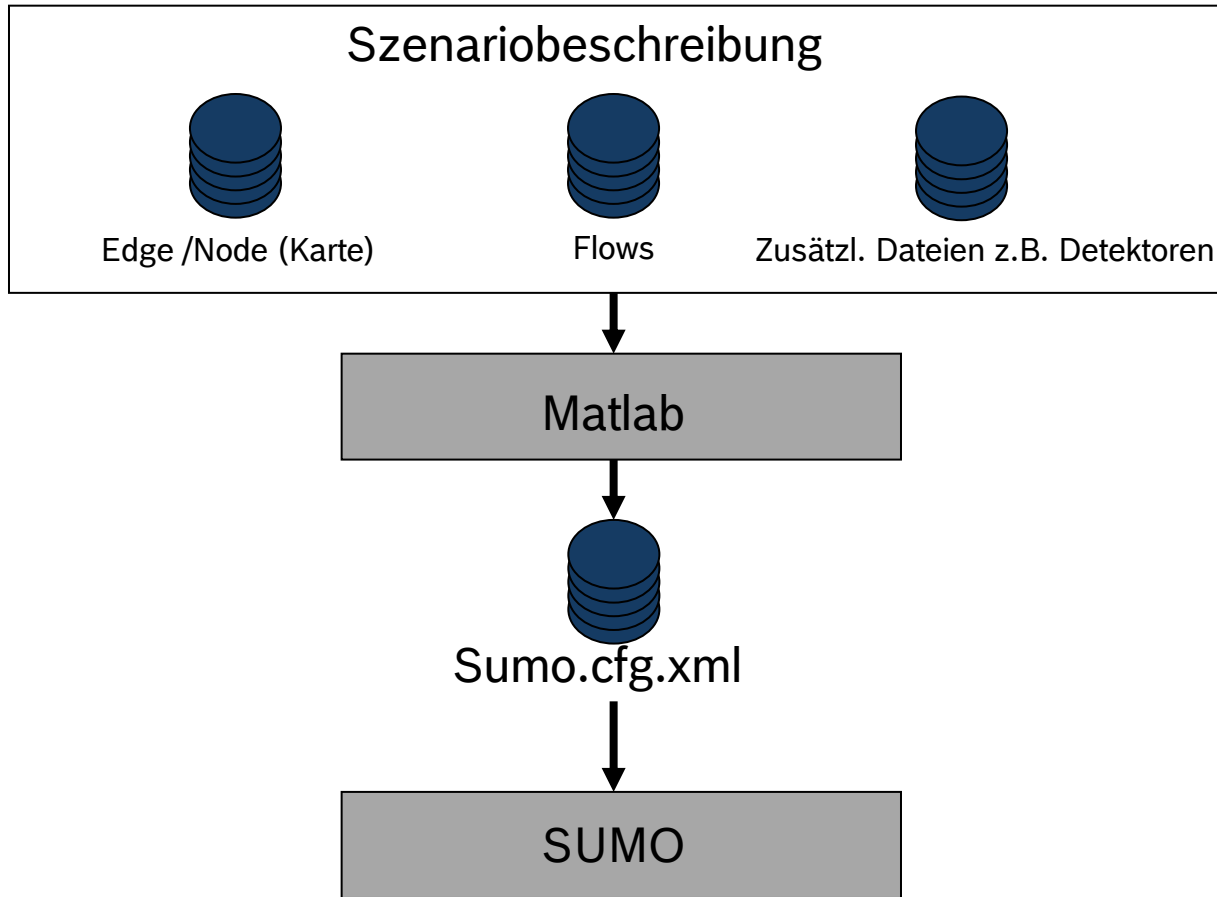 Szenariobeschreibung
Edge /Node (Karte)
Flows
Zusätzl. Dateien z.B. Detektoren
Matlab
Sumo.cfg.xml
SUMO